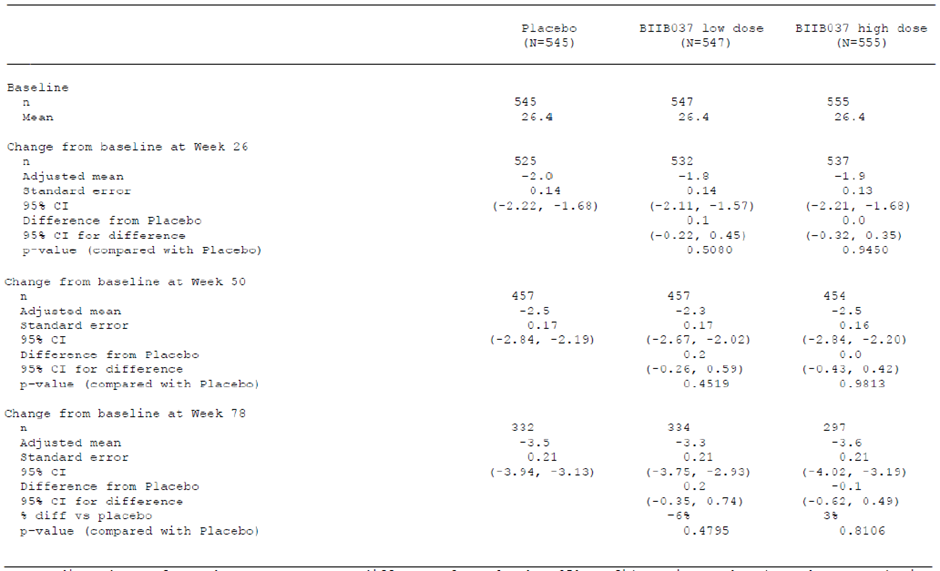 Placebo BIIB037 low dose BIIB037 high dose
(N=545) (N=547) (N=555)
Baseline
n 545 547 555
Mean 26.4 26.4 26.4
Change from baseline at Week 26
n 525 532 537
Adjusted mean -2.0 -1.8 -1.9
Standard error 0.14 0.14 0.13
95% CI (-2.22, -1.68) (-2.11, -1.57) (-2.21, -1.68)
Difference from Placebo 0.1 0.0
95% CI for difference (-0.22, 0.45) (-0.32, 0.35)
p-value (compared with Placebo) 0.5080 0.9450
Change from baseline at Week 50
n 457 457 454
Adjusted mean -2.5 -2.3 -2.5
Standard error 0.17 0.17 0.16
95% CI (-2.84, -2.19) (-2.67, -2.02) (-2.84, -2.20)
Difference from Placebo 0.2 0.0
95% CI for difference (-0.26, 0.59) (-0.43, 0.42)
p-value (compared with Placebo) 0.4519 0.9813
Change from baseline at Week 78
n 332 334 297
Adjusted mean -3.5 -3.3 -3.6
Standard error 0.21 0.21 0.21
95% CI (-3.94, -3.13) (-3.75, -2.93) (-4.02, -3.19)
Difference from Placebo 0.2 -0.1
95% CI for difference (-0.35, 0.74) (-0.62, 0.49)
% diff vs placebo -6% 3%
p-value (compared with Placebo) 0.4795 0.8106